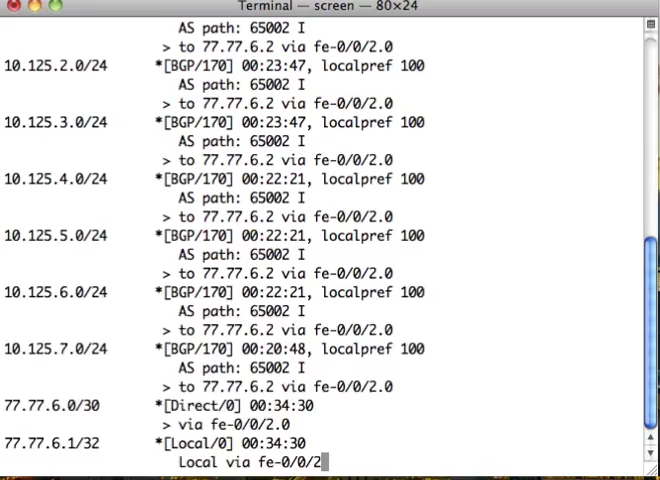 Terminal — screen — 80×24
AS path: 65002 I
> to 77.77.6.2 via fe-0/0/2.0
10.125.2.0/24 *[BGP/170] 00:23:47, localpref 100
AS path: 65002 I
> to 77.77.6.2 via fe-0/0/2.0
10.125.3.0/24 *[BGP/170] 00:23:47, localpref 100
AS path: 65002 I
> to 77.77.6.2 via fe-0/0/2.0
10.125.4.0/24 *[BGP/170] 00:22:21, localpref 100
AS path: 65002 I
> to 77.77.6.2 via fe-0/0/2.0
10.125.5.0/24 *[BGP/170] 00:22:21, localpref 100
AS path: 65002 I
> to 77.77.6.2 via fe-0/0/2.0
10.125.6.0/24 *[BGP/170] 00:22:21, localpref 100
AS path: 65002 I
> to 77.77.6.2 via fe-0/0/2.0
10.125.7.0/24 *[BGP/170] 00:20:48, localpref 100
AS path: 65002 I
> to 77.77.6.2 via fe-0/0/2.0
77.77.6.0/30 *[Direct/0] 00:34:30
> via fe-0/0/2.0
77.77.6.1/32 *[Local/0] 00:34:30
Local via fe-0/0/2